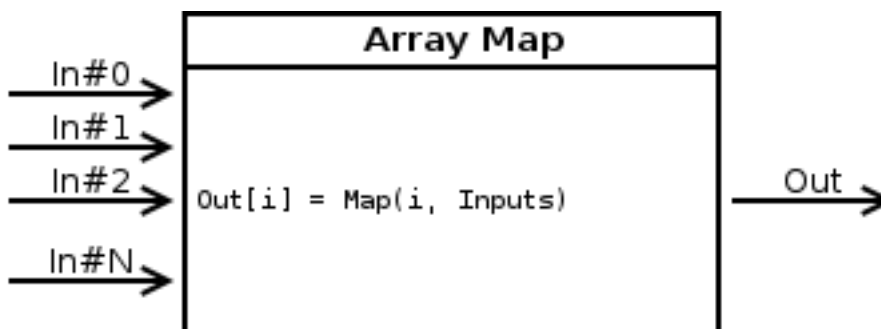 Array Map
In#0
In#1
In#2
In#N
Out[i] = Map(i, Inputs)
Out